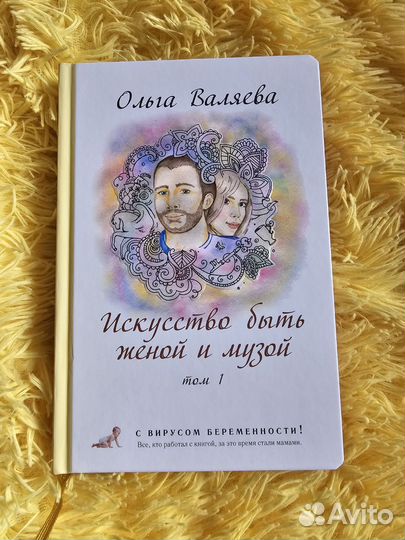 Ольга Валяева
Искусство быть
женой и музой
том 1
С ВИРУСОМ БЕРЕМЕННОСТИ!
Все, кто работал с книгой, за это время стали мамами.
Avito